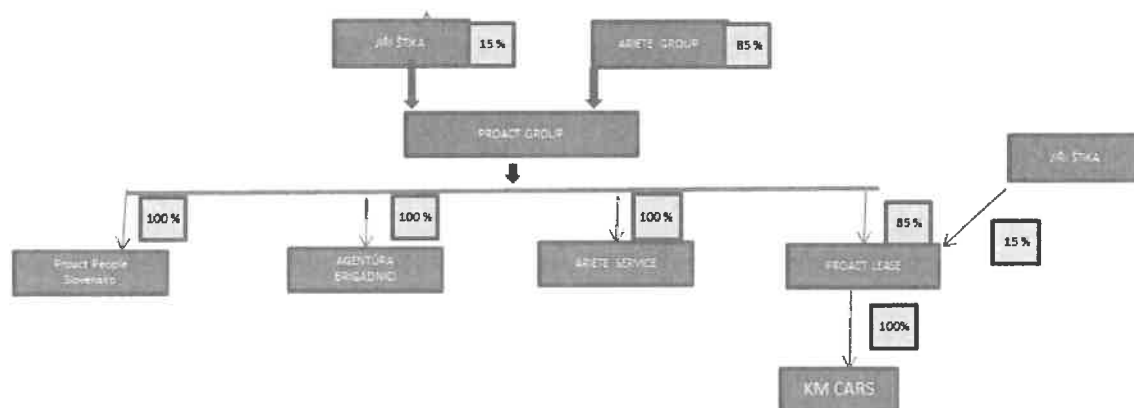 JIŘÍ ŠTIKA
15 %
ARIETE GROUP
85 %
PROACT GROUP
JIŘÍ ŠTIKA
100 %
100 %
100 %
85 %
15 %
Proact People
Slovensko
AGENTÚRA
BRIGÁDNICI
ARIETE SERVICE
PROACT LEASE
100%
KM CARS